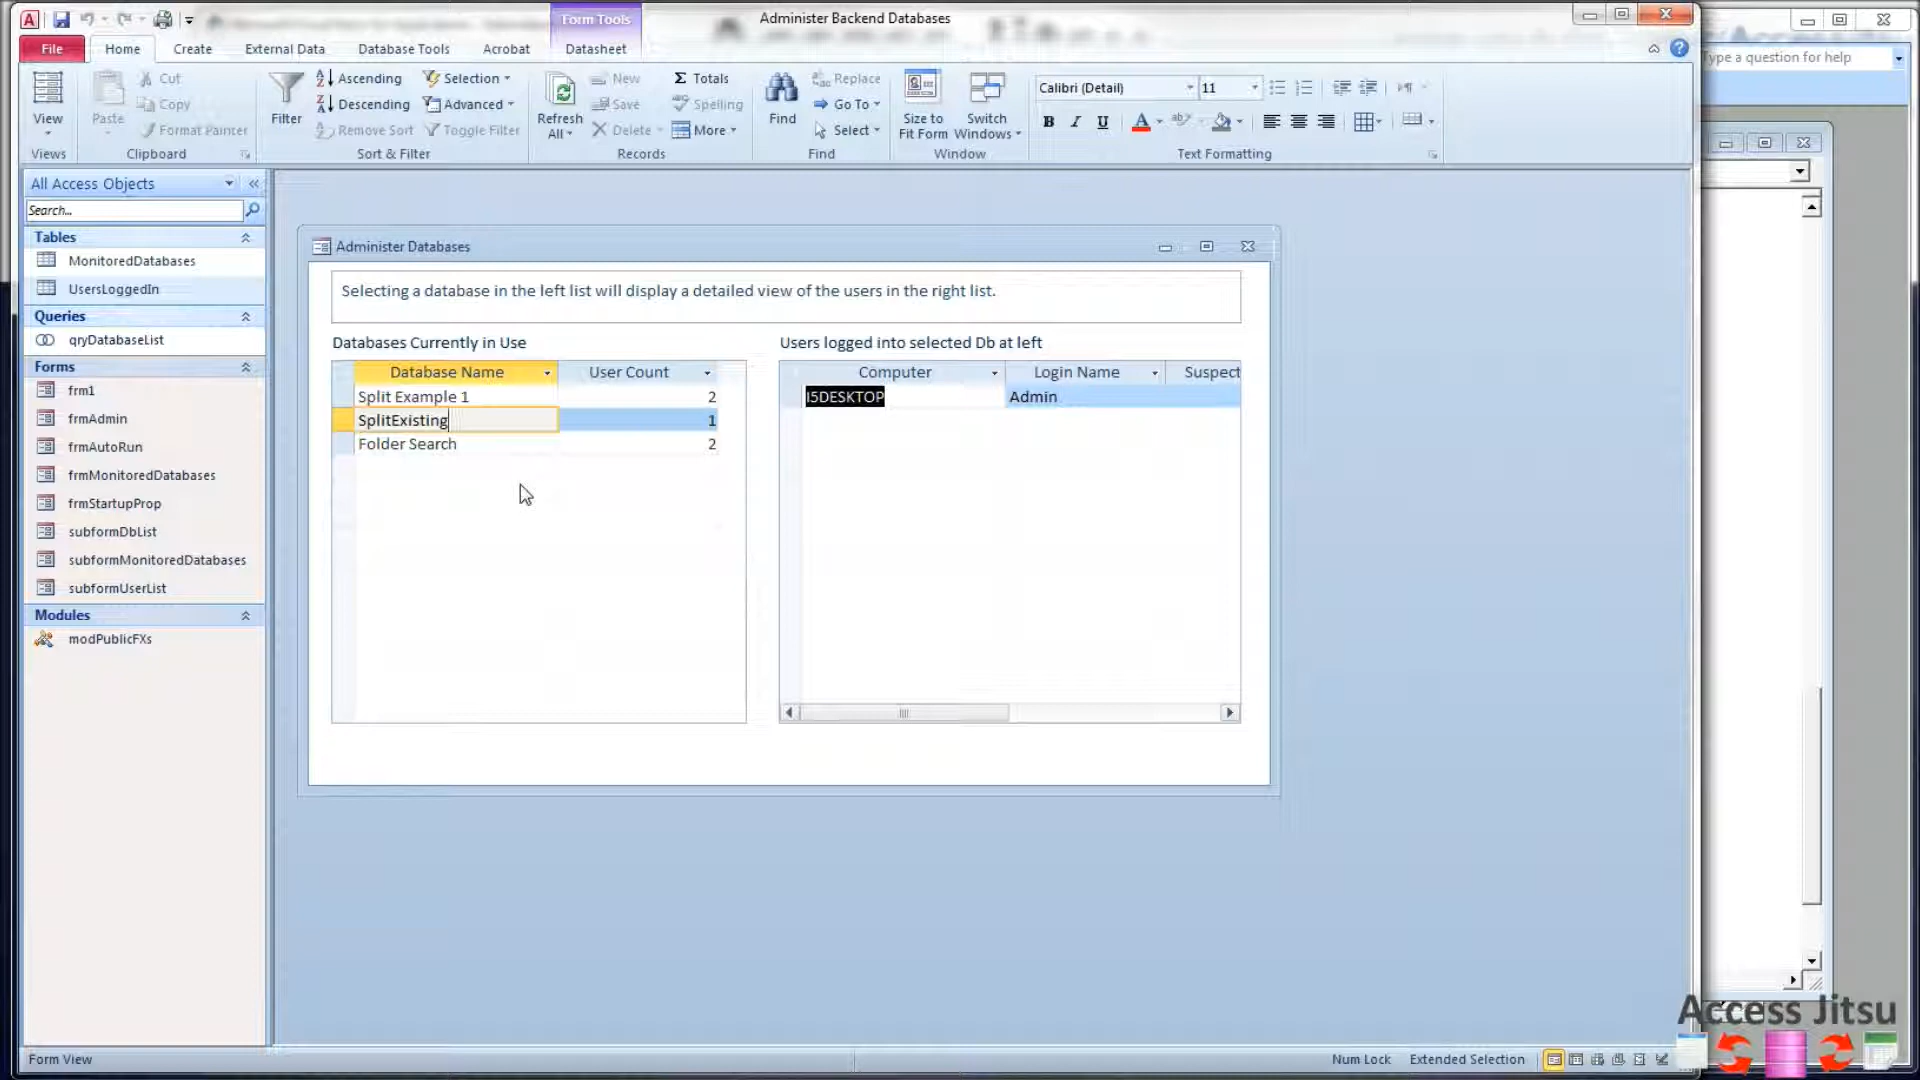 Form Tools
Administer Backend Databases
File
Home
Create
External Data
Database Tools
Acrobat
Datasheet
Type a question for help
View
Views
Paste
Cut
Copy
Format Painter
Clipboard
Filter
Ascending
Descending
Remove Sort
Selection
Advanced
Toggle Filter
Sort & Filter
Refresh
All
New
Save
Delete
Totals
Spelling
More
Records
Find
Replace
Go To
Select
Find
Size to
Fit Form
Switch
Windows
Window
Calibri (Detail)
11
B I U A ab
Text Formatting
All Access Objects
Search...
Tables
MonitoredDatabases
UsersLoggedIn
Queries
qryDatabaseList
Forms
frm1
frmAdmin
frmAutoRun
frmMonitoredDatabases
frmStartupProp
subformDbList
subformMonitoredDatabases
subformUserList
Modules
modPublicFXs
Administer Databases
Selecting a database in the left list will display a detailed view of the users in the right list.
Databases Currently in Use
Database Name User Count
Split Example 1 2
SplitExisting 1
Folder Search 2
Users logged into selected Db at left
Computer Login Name Suspect
I5DESKTOP Admin
Form View
Num Lock
Extended Selection
Access Jitsu